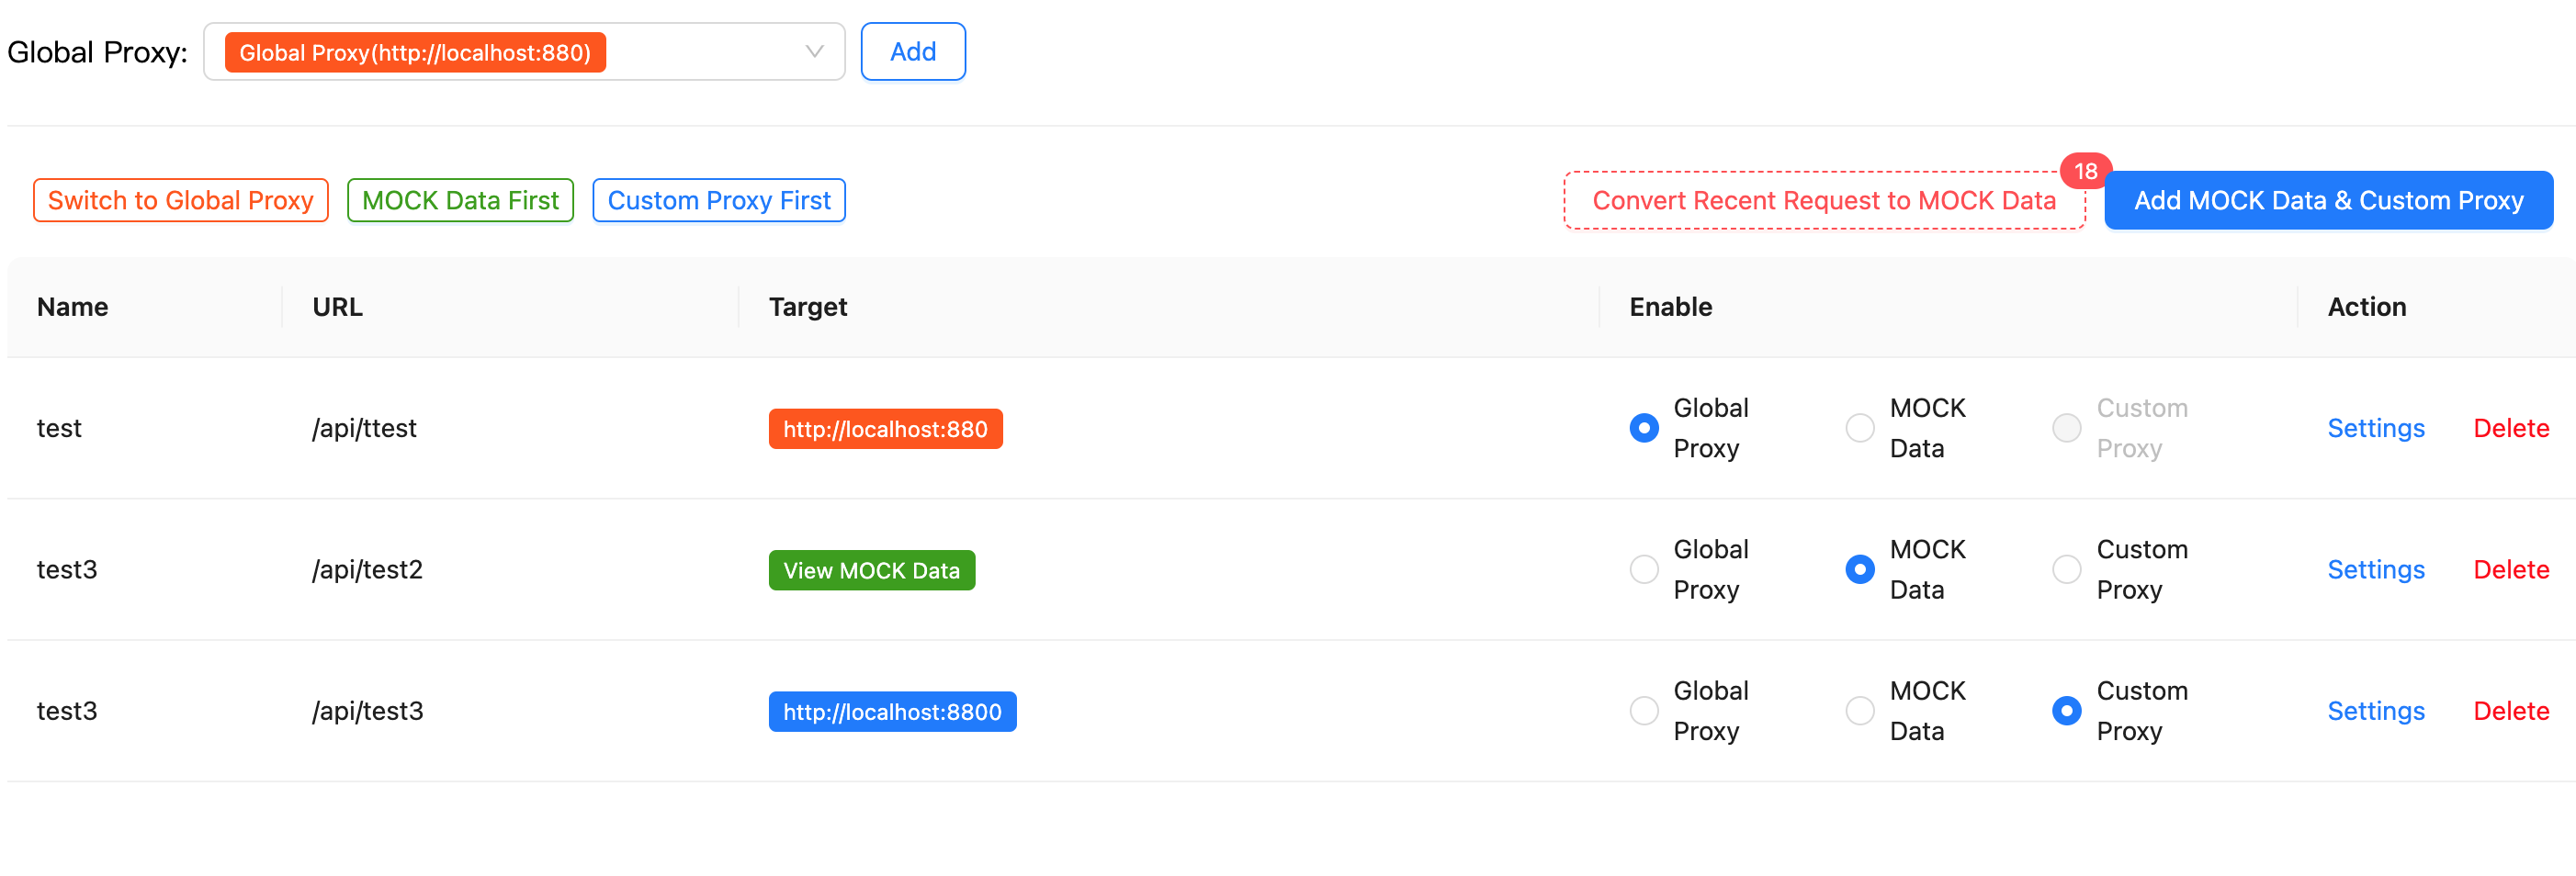 Global Proxy: Global Proxy(http://localhost:880) Add
Switch to Global Proxy MOCK Data First Custom Proxy First Convert Recent Request to MOCK Data 18 Add MOCK Data & Custom Proxy
Name URL Target Enable Action
test /api/ttest http://localhost:880 Global Proxy MOCK Data Custom Proxy Settings Delete
test3 /api/test2 View MOCK Data Global Proxy MOCK Data Custom Proxy Settings Delete
test3 /api/test3 http://localhost:8800 Global Proxy MOCK Data Custom Proxy Settings Delete